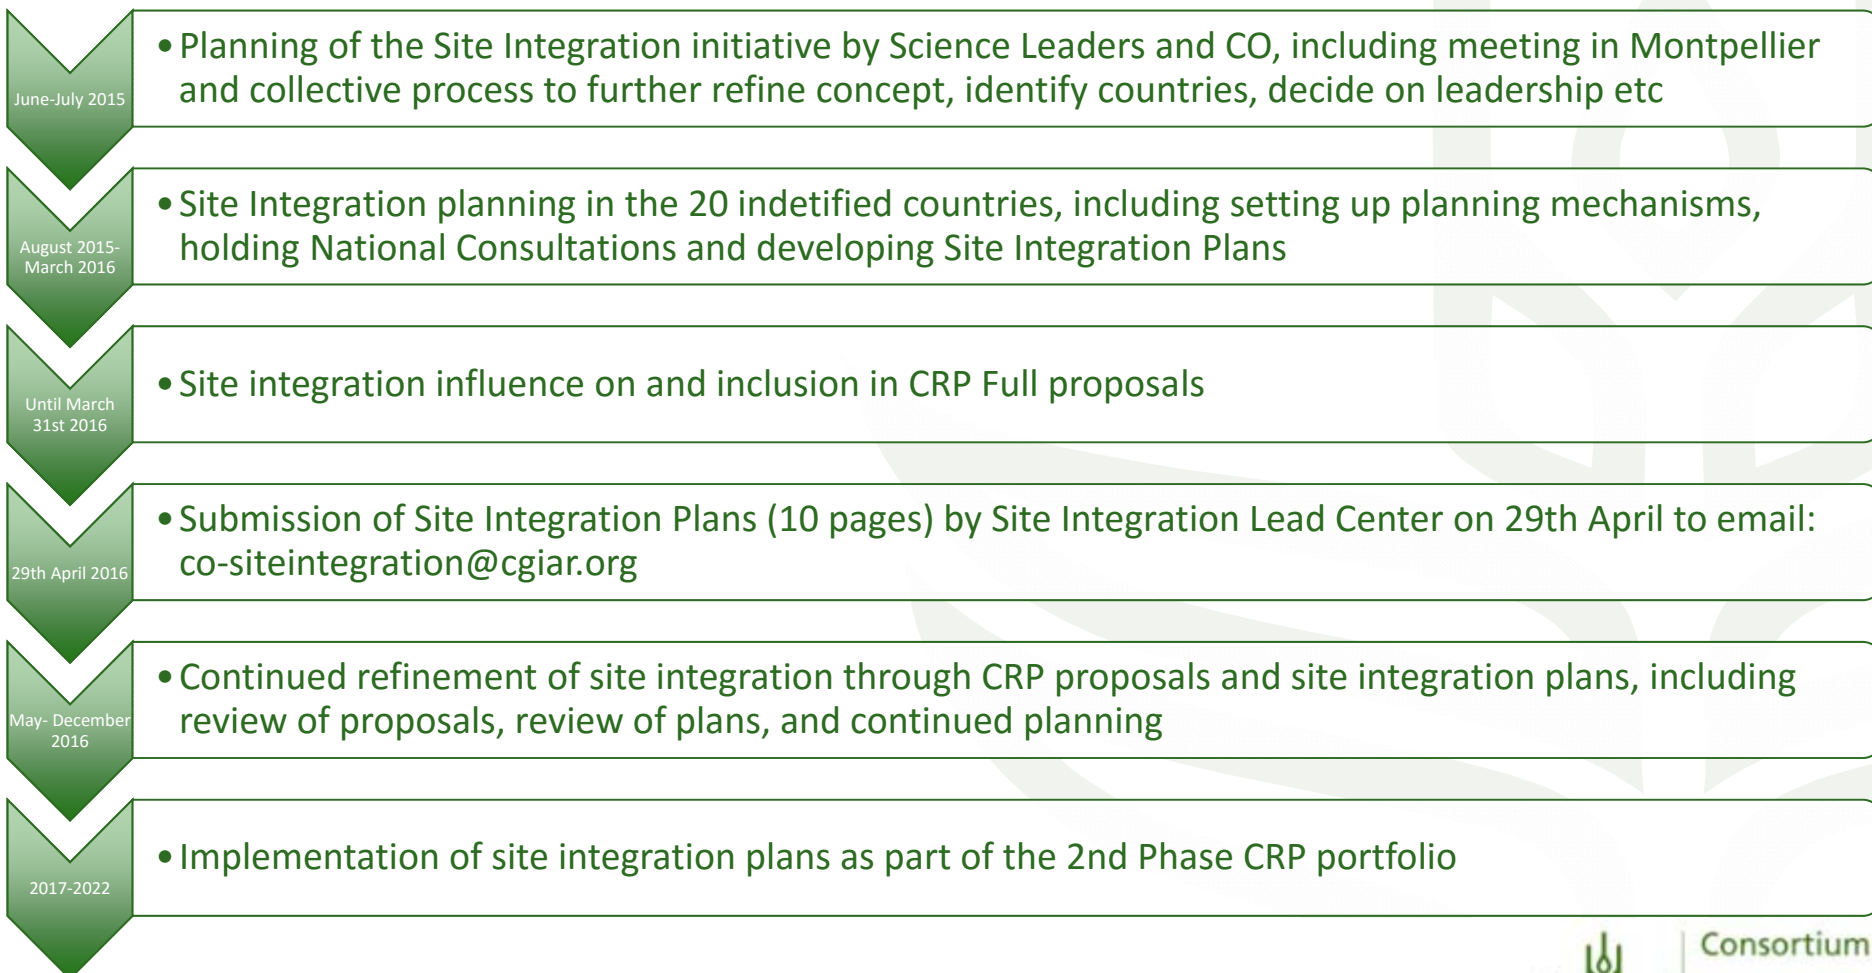 June-July 2015
• Planning of the Site Integration initiative by Science Leaders and CO, including meeting in Montpellier
and collective process to further refine concept, identify countries, decide on leadership etc
August 2015-
March 2016
• Site Integration planning in the 20 indetified countries, including setting up planning mechanisms,
holding National Consultations and developing Site Integration Plans
Until March
31st 2016
• Site integration influence on and inclusion in CRP Full proposals
29th April 2016
• Submission of Site Integration Plans (10 pages) by Site Integration Lead Center on 29th April to email:
co-siteintegration@cgiar.org
May- December
2016
• Continued refinement of site integration through CRP proposals and site integration plans, including
review of proposals, review of plans, and continued planning
2017-2022
• Implementation of site integration plans as part of the 2nd Phase CRP portfolio
Consortium